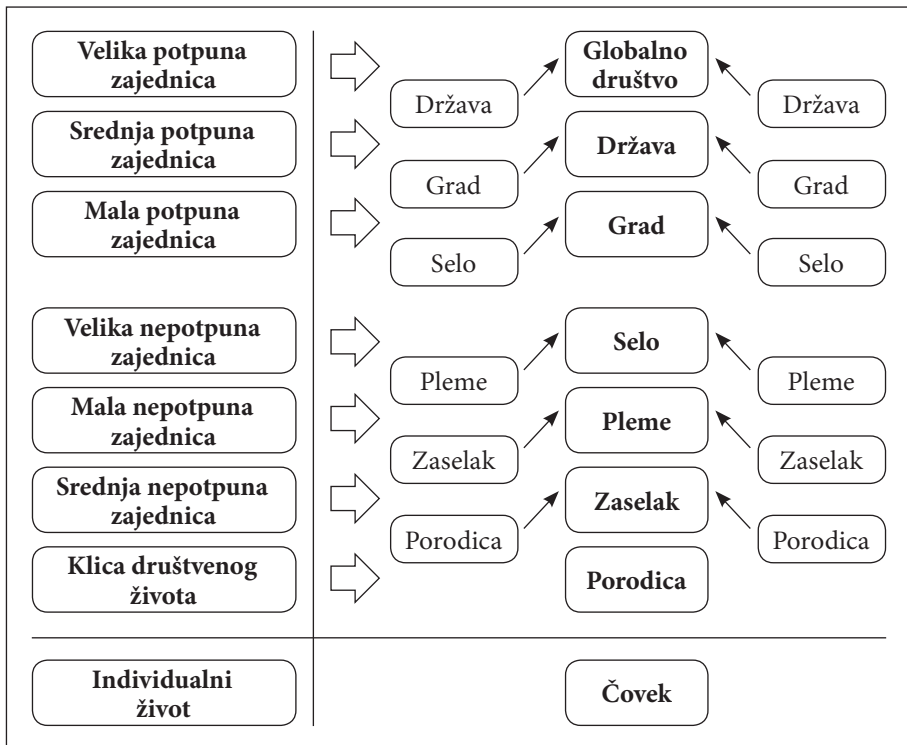 Velika potpuna
zajednica
Globalno
društvo
Država
Država
Srednja potpuna
zajednica
Država
Grad
Grad
Mala potpuna
zajednica
Grad
Selo
Selo
Velika nepotpuna
zajednica
Selo
Pleme
Pleme
Mala nepotpuna
zajednica
Pleme
Zaselak
Zaselak
Srednja nepotpuna
zajednica
Zaselak
Porodica
Porodica
Klica društvenog
života
Porodica
Individualni
život
Čovek